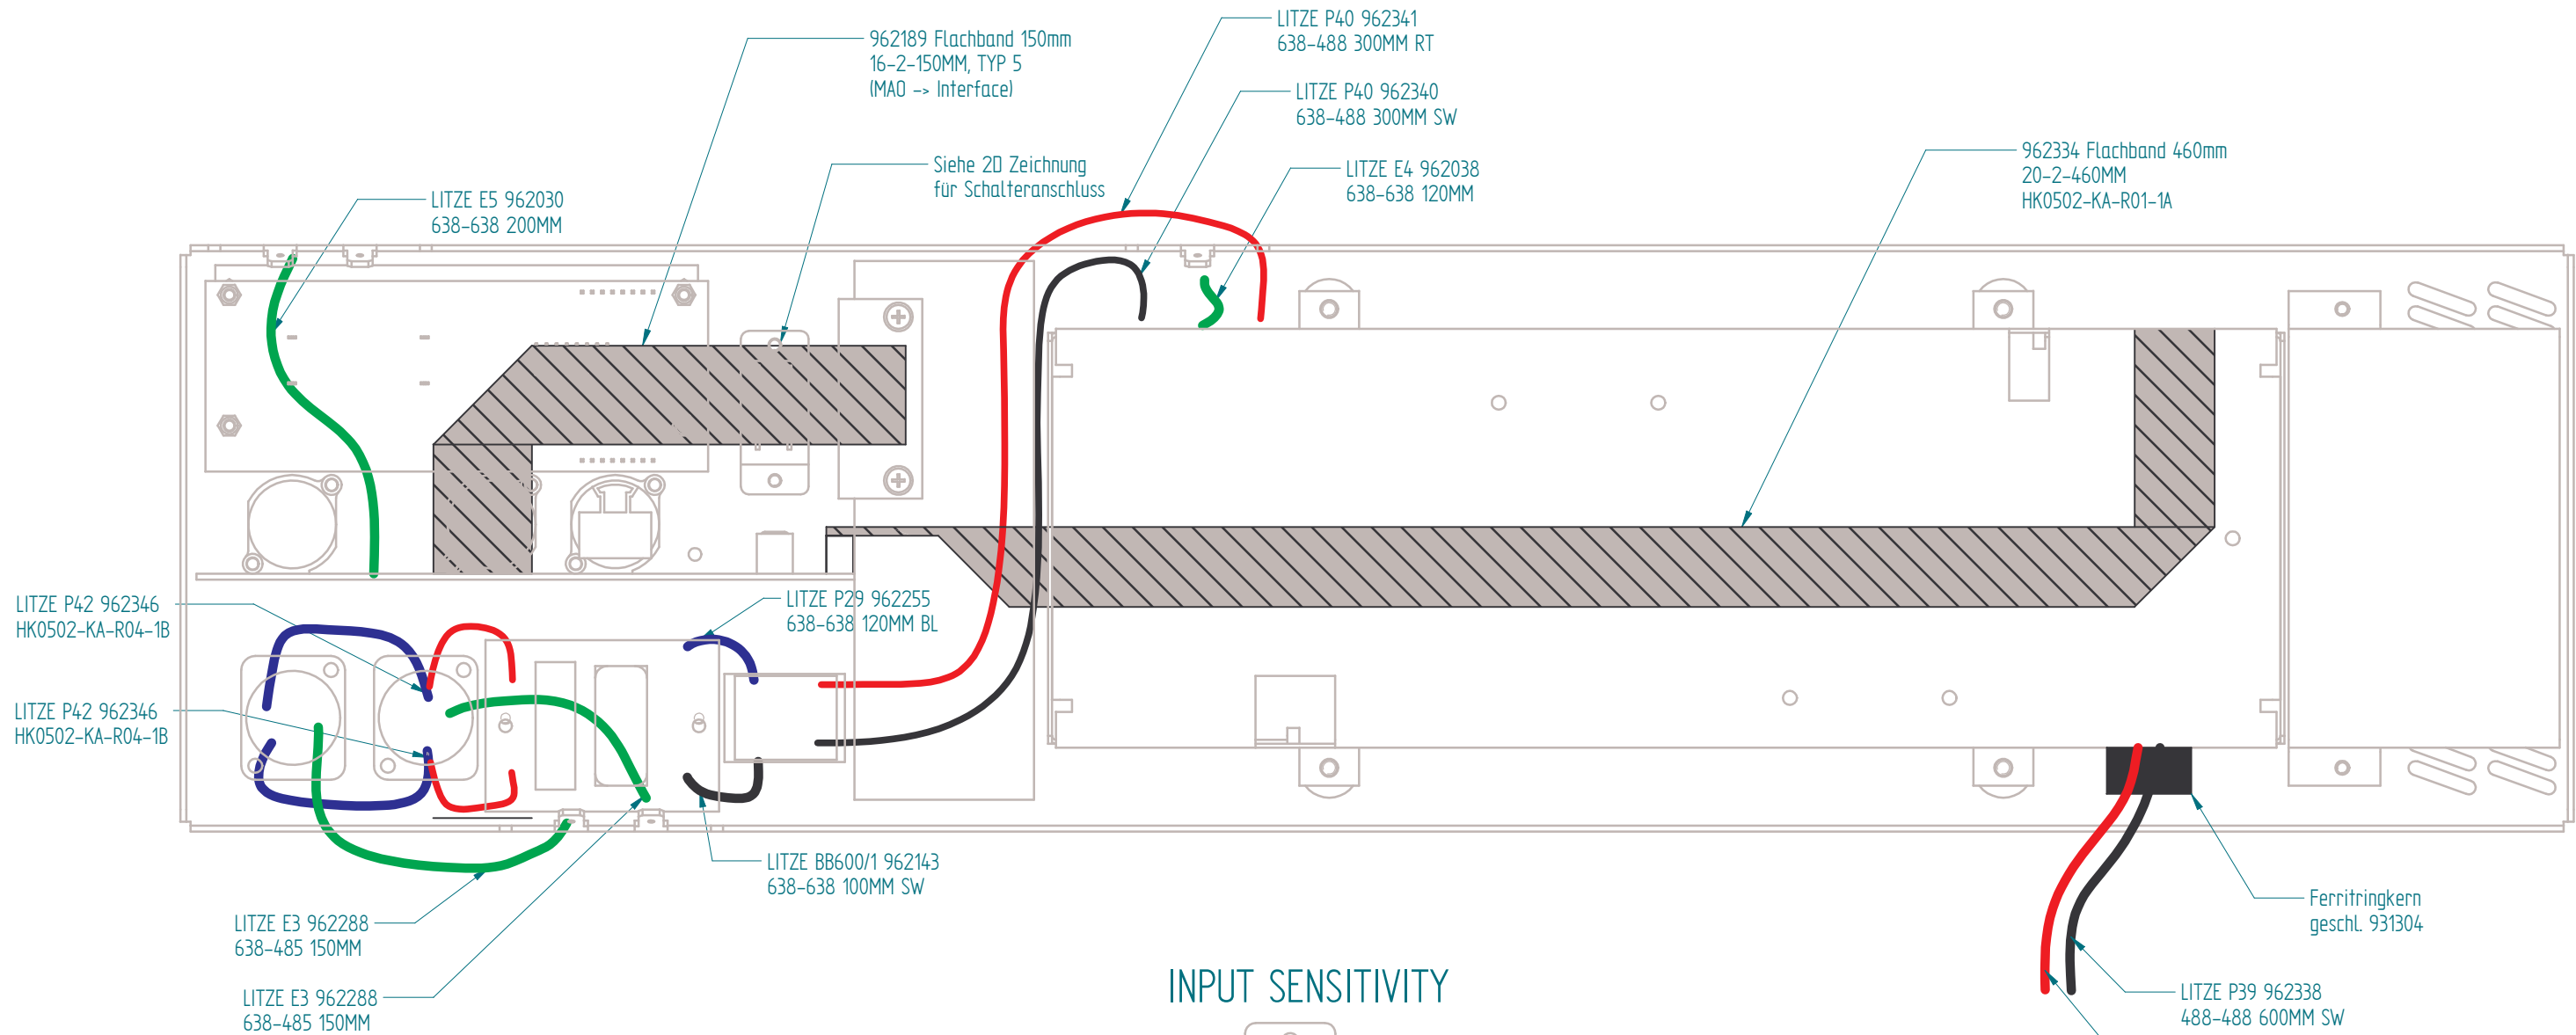 LITZE P40 962341
638-488 300MM RT
962189 Flachband 150mm
16-2-150MM, TYP 5
(MAO -> Interface)
LITZE P40 962340
638-488 300MM SW
Siehe 2D Zeichnung
für Schalteranschluss
LITZE E4 962038
638-638 120MM
962334 Flachband 460mm
20-2-460MM
HK0502-KA-R01-1A
LITZE E5 962030
638-638 200MM
LITZE P42 962346
HK0502-KA-R04-1B
LITZE P29 962255
638-638 120MM BL
LITZE P42 962346
HK0502-KA-R04-1B
LITZE BB600/1 962143
638-638 100MM SW
LITZE E3 962288
638-485 150MM
Ferritringkern
geschl. 931304
LITZE E3 962288
638-485 150MM
INPUT SENSITIVITY
LITZE P39 962338
488-488 600MM SW